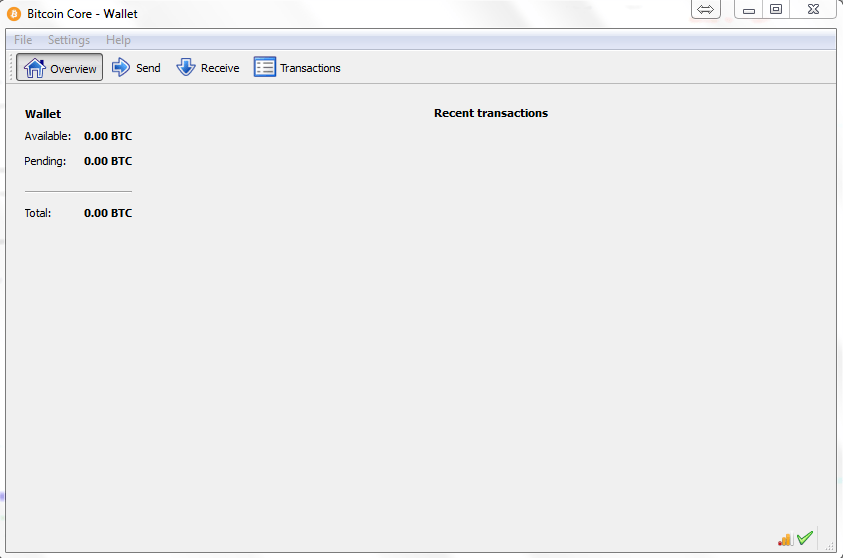 Bitcoin Core - Wallet
File Settings Help
Overview Send Receive Transactions
Wallet Recent transactions
Available: 0.00 BTC
Pending: 0.00 BTC
Total: 0.00 BTC